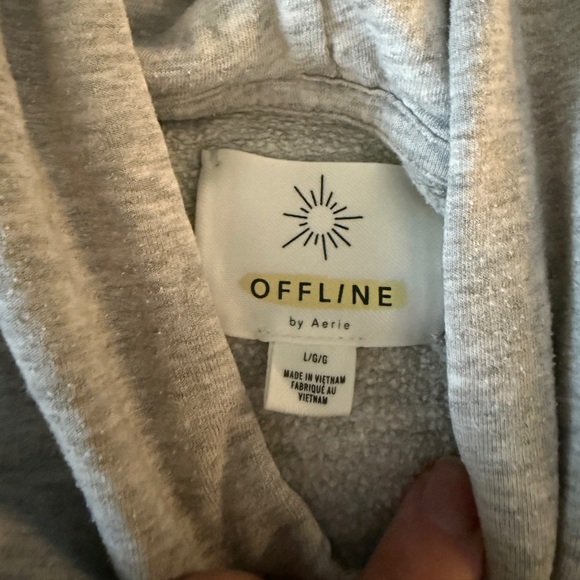 OFFLINE
by Aerie
L/G/G
MADE IN VIETNAM
FABRIQUÉ AU
VIETNAM